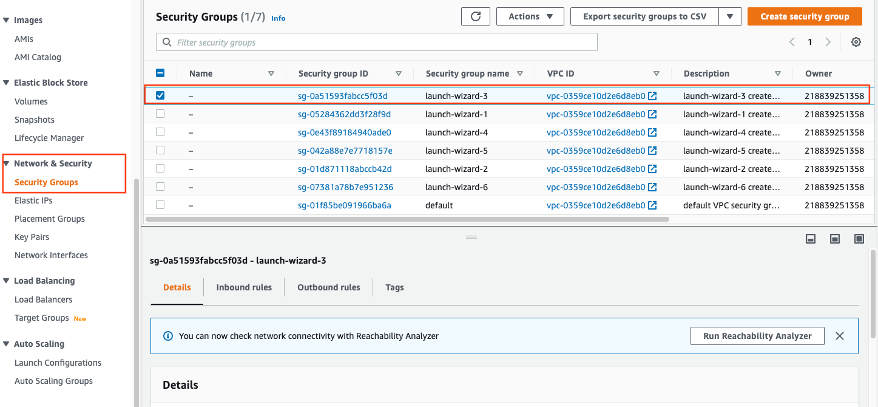 Images
AMIs
AMI Catalog
Elastic Block Store
Volumes
Snapshots
Lifecycle Manager
Network & Security
Security Groups
Elastic IPs
Placement Groups
Key Pairs
Network Interfaces
Load Balancing
Load Balancers
Target Groups New
Auto Scaling
Launch Configurations
Auto Scaling Groups
Security Groups (1/7) Info
Actions
Export security groups to CSV
Create security group
Filter security groups
1
Name Security group ID Security group name VPC ID Description Owner
– sg-0a51593fabcc5f03d launch-wizard-3 vpc-0359ce10d2e6d8eb0 launch-wizard-3 create... 218839251358
– sg-05284362dd3f28f9d launch-wizard-1 vpc-0359ce10d2e6d8eb0 launch-wizard-1 create... 218839251358
– sg-0e43f89184940ade0 launch-wizard-4 vpc-0359ce10d2e6d8eb0 launch-wizard-4 create... 218839251358
– sg-042a88e7e7718157e launch-wizard-5 vpc-0359ce10d2e6d8eb0 launch-wizard-5 create... 218839251358
– sg-01d871118abccb42d launch-wizard-2 vpc-0359ce10d2e6d8eb0 launch-wizard-2 create... 218839251358
– sg-07381a78b7e951236 launch-wizard-6 vpc-0359ce10d2e6d8eb0 launch-wizard-6 create... 218839251358
– sg-01f85be091966ba6a default vpc-0359ce10d2e6d8eb0 default VPC security gr... 218839251358
sg-0a51593fabcc5f03d - launch-wizard-3
Details Inbound rules Outbound rules Tags
You can now check network connectivity with Reachability Analyzer
Run Reachability Analyzer
Details